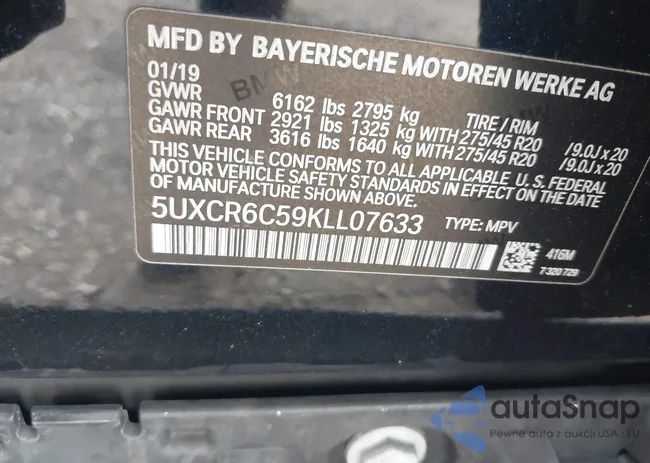 MFD BY BAYERISCHE MOTOREN WERKE AG
01/19
GVWR 6162 lbs 2795 kg TIRE / RIM
GAWR FRONT 2921 lbs 1325 kg WITH 275/45 R20 /9.0J x 20
GAWR REAR 3616 lbs 1640 kg WITH 275/45 R20 /9.0J x 20
THIS VEHICLE CONFORMS TO ALL APPLICABLE U.S. FEDERAL
MOTOR VEHICLE SAFETY STANDARDS IN EFFECT ON THE DATE
OF MANUFACTURE SHOWN ABOVE.
5UXCR6C59KLL07633 TYPE: MPV
416M
7320729
BMW
autoSnap
Pewne auta z aukcji USA i EU